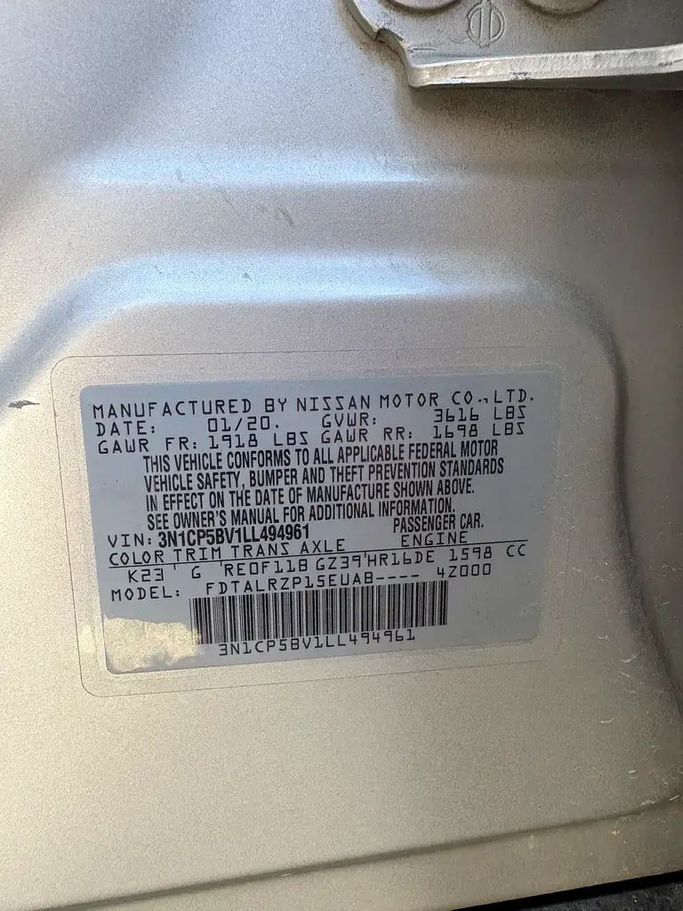 MANUFACTURED BY NISSAN MOTOR CO., LTD.
DATE: 01/20. GVWR: 3616 LBS
GAWR FR: 1918 LBS GAWR RR: 1698 LBS
THIS VEHICLE CONFORMS TO ALL APPLICABLE FEDERAL MOTOR
VEHICLE SAFETY, BUMPER AND THEFT PREVENTION STANDARDS
IN EFFECT ON THE DATE OF MANUFACTURE SHOWN ABOVE.
SEE OWNER'S MANUAL FOR ADDITIONAL INFORMATION.
VIN: 3N1CP5BV1LL494961 PASSENGER CAR.
COLOR TRIM TRANS AXLE ENGINE
K23 ' G 'RE0F11B GZ39'HR16DE 1598 CC
MODEL: FDTALRZP15EUAB---- 4Z000
3N1CP5BV1LL494961